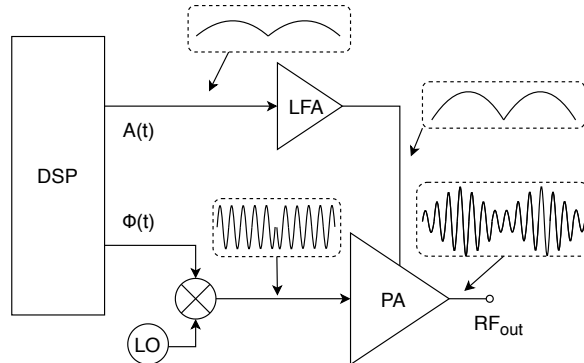 LFA
A(t)
DSP
Φ(t)
PA
RFout
LO